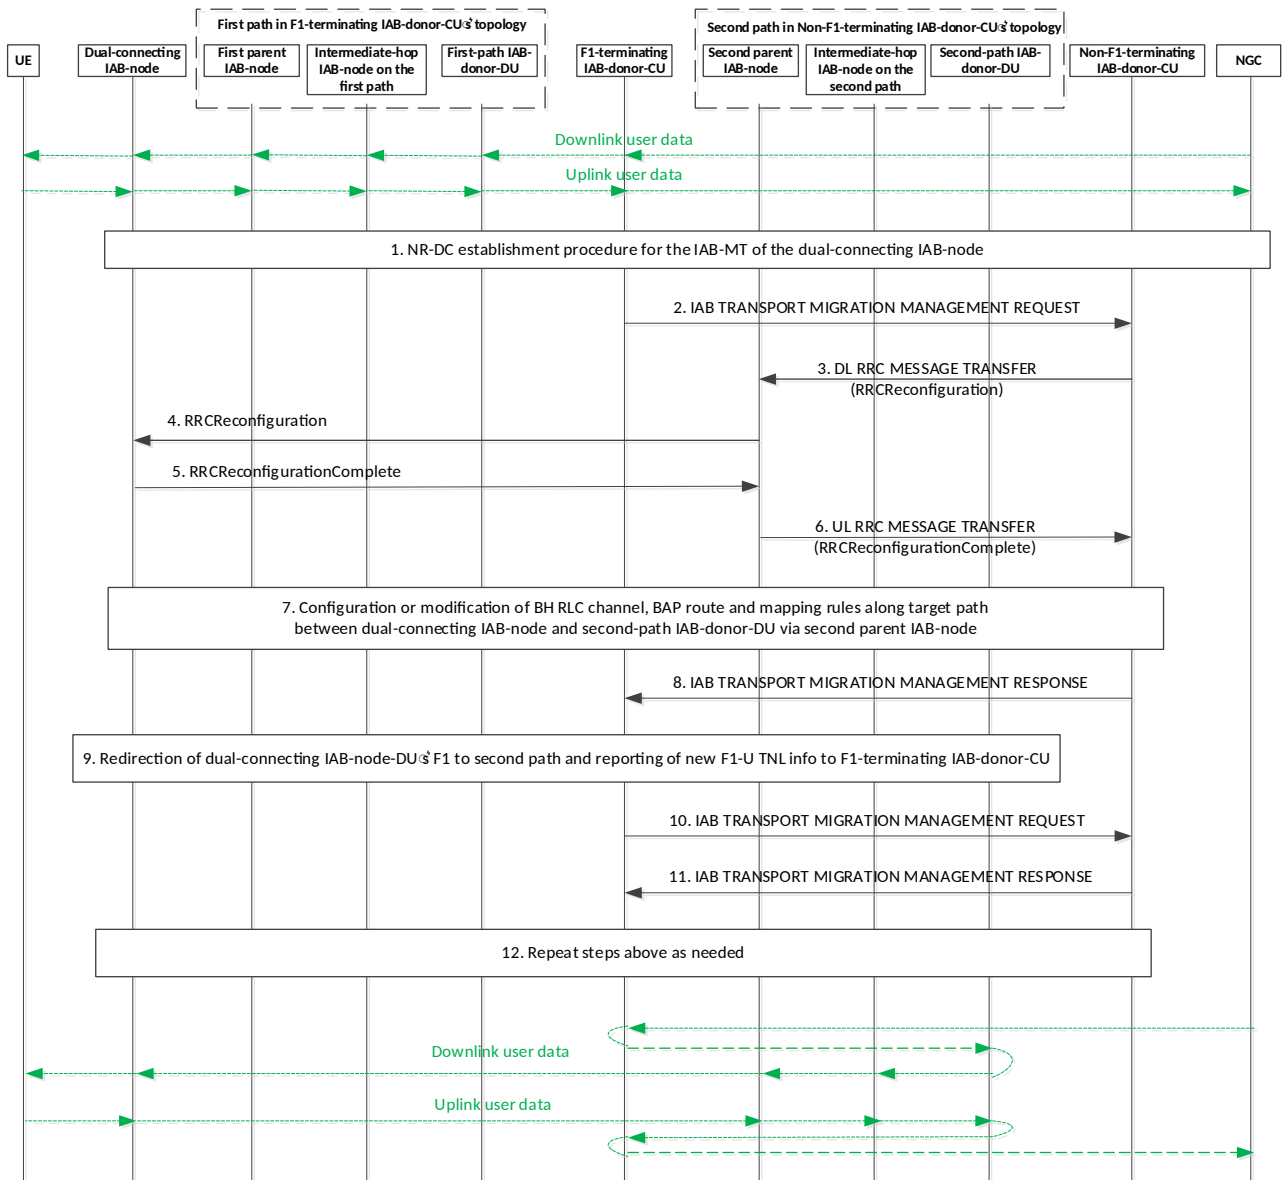 First path in F1-terminating IAB-donor-CU's topology
Second path in Non-F1-terminating IAB-donor-CU's topology
UE
Dual-connecting
IAB-node
First parent
IAB-node
Intermediate-hop
IAB-node on the
first path
First-path IAB-
donor-DU
F1-terminating
IAB-donor-CU
Second parent
IAB-node
Intermediate-hop
IAB-node on the
second path
Second-path IAB-
donor-DU
Non-F1-terminating
IAB-donor-CU
NGC
Downlink user data
Uplink user data
1. NR-DC establishment procedure for the IAB-MT of the dual-connecting IAB-node
2. IAB TRANSPORT MIGRATION MANAGEMENT REQUEST
3. DL RRC MESSAGE TRANSFER
(RRCReconfiguration)
4. RRCReconfiguration
5. RRCReconfigurationComplete
6. UL RRC MESSAGE TRANSFER
(RRCReconfigurationComplete)
7. Configuration or modification of BH RLC channel, BAP route and mapping rules along target path
between dual-connecting IAB-node and second-path IAB-donor-DU via second parent IAB-node
8. IAB TRANSPORT MIGRATION MANAGEMENT RESPONSE
9. Redirection of dual-connecting IAB-node-DU's F1 to second path and reporting of new F1-U TNL info to F1-terminating IAB-donor-CU
10. IAB TRANSPORT MIGRATION MANAGEMENT REQUEST
11. IAB TRANSPORT MIGRATION MANAGEMENT RESPONSE
12. Repeat steps above as needed
Downlink user data
Uplink user data